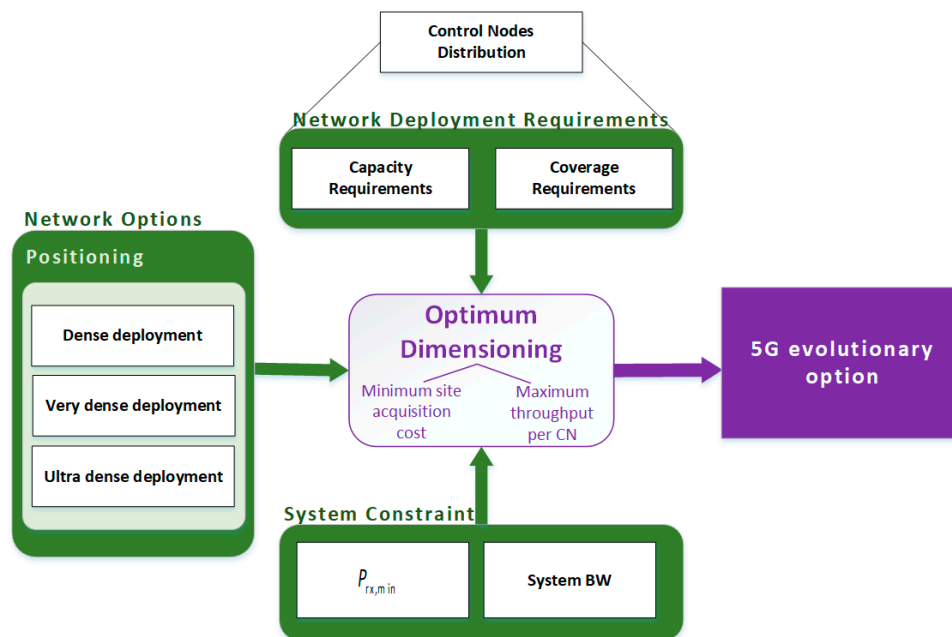 Control Nodes
Distribution
Network Deployment Requirements
Capacity
Requirements
Coverage
Requirements
Network Options
Positioning
Dense deployment
Very dense deployment
Ultra dense deployment
Optimum
Dimensioning
Minimum site
acquisition
cost
Maximum
throughput
per CN
5G evolutionary
option
System Constraint
P rx,min
System BW